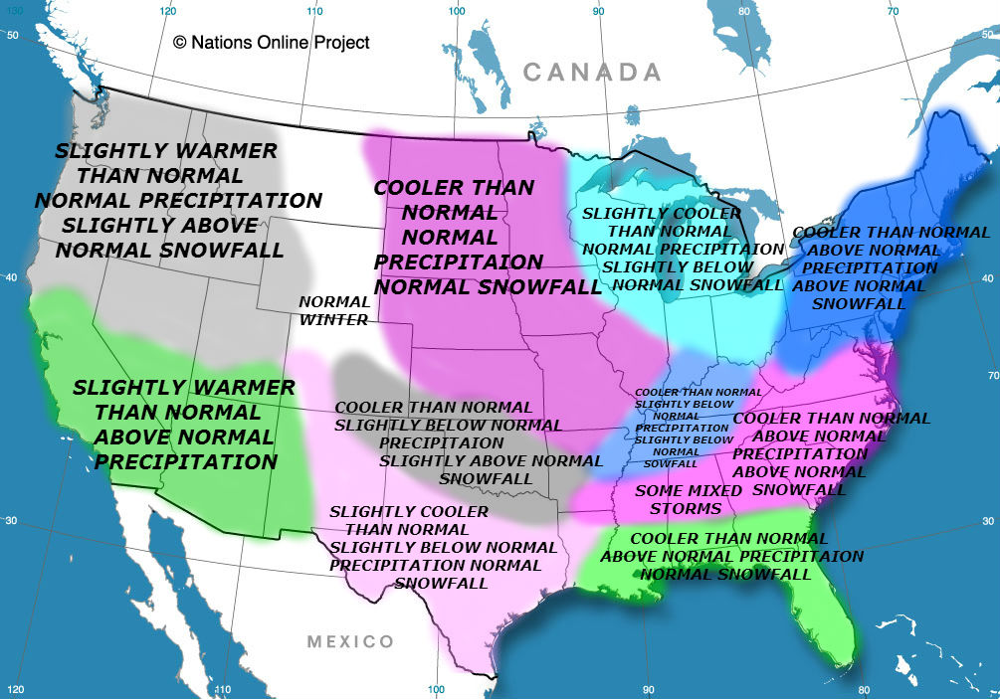 130
120
110
100
90
80
70
50
50
© Nations Online Project
CANADA
SLIGHTLY WARMER
THAN NORMAL
NORMAL PRECIPITATION
SLIGHTLY ABOVE
NORMAL SNOWFALL
COOLER THAN
NORMAL
NORMAL
PRECIPITAION
NORMAL SNOWFALL
SLIGHTLY COOLER
THAN NORMAL
NORMAL PRECIPITAION
SLIGHTLY BELOW
NORMAL SNOWFALL
COOLER THAN NORMAL
ABOVE NORMAL
PRECIPITATION
ABOVE NORMAL
SNOWFALL
40
40
NORMAL
WINTER
SLIGHTLY WARMER
THAN NORMAL
ABOVE NORMAL
PRECIPITATION
70
COOLER THAN NORMAL
SLIGHTLY BELOW NORMAL
PRECIPITAION
SLIGHTLY ABOVE NORMAL
SNOWFALL
COOLER THAN NORMAL
SLIGHTLY BELOW
NORMAL
PRECIPITATION
SLIGHTLY BELOW
NORMAL
SOWFALL
COOLER THAN NORMAL
ABOVE NORMAL
PRECIPITATION
ABOVE NORMAL
SNOWFALL
SOME MIXED
STORMS
30
30
SLIGHTLY COOLER
THAN NORMAL
SLIGHTLY BELOW NORMAL
PRECIPITATION NORMAL
SNOWFALL
COOLER THAN NORMAL
ABOVE NORMAL PRECIPITAION
NORMAL SNOWFALL
MEXICO
120
110
100
90
80